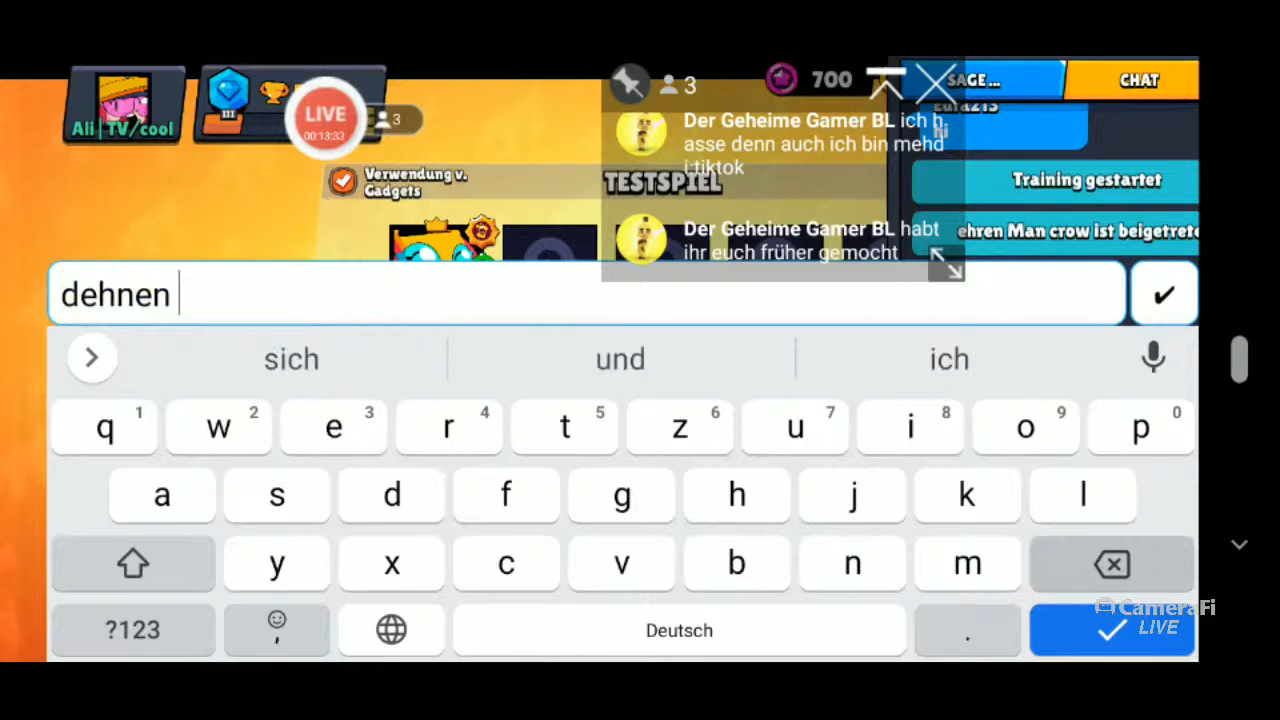 Ali|TV/cool
III
LIVE
00:13:33
3
3
700
SAGE...
CHAT
Der Geheime Gamer BL ich h
asse denn auch ich bin mehd
i:tiktok
hi
Verwendung v.
Gadgets
TESTSPIEL
Training gestartet
Der Geheime Gamer BL habt
ihr euch früher gemocht
ehren Man crow ist beigetrete
dehnen
sich und ich
q 1 w 2 e 3 r 4 t 5 z 6 u 7 i 8 o 9 p 0
a s d f g h j k l
y x c v b n m
?123 , Deutsch .
CameraFi
LIVE